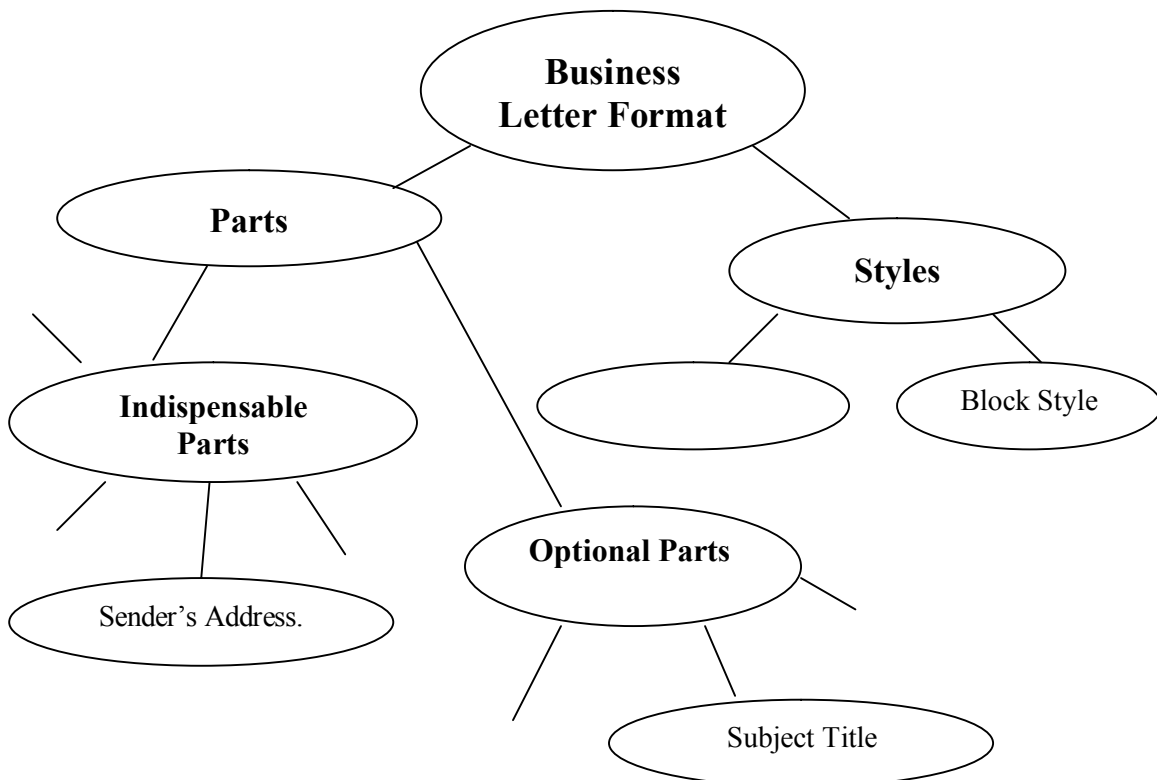 Business
Letter Format
Parts
Styles
Indispensable
Parts
Block Style
Optional Parts
Sender’s Address.
Subject Title